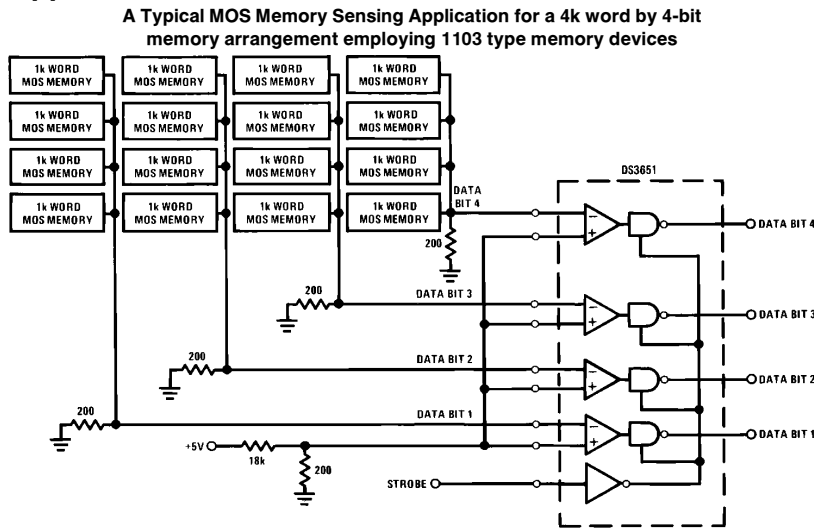 A Typical MOS Memory Sensing Application for a 4k word by 4-bit
memory arrangement employing 1103 type memory devices
1k WORD
MOS MEMORY
1k WORD
MOS MEMORY
1k WORD
MOS MEMORY
1k WORD
MOS MEMORY
1k WORD
MOS MEMORY
1k WORD
MOS MEMORY
1k WORD
MOS MEMORY
1k WORD
MOS MEMORY
1k WORD
MOS MEMORY
1k WORD
MOS MEMORY
1k WORD
MOS MEMORY
1k WORD
MOS MEMORY
1k WORD
MOS MEMORY
1k WORD
MOS MEMORY
1k WORD
MOS MEMORY
1k WORD
MOS MEMORY
DS3651
DATA
BIT 4
200
DATA BIT 4
200
DATA BIT 3
DATA BIT 3
200
DATA BIT 2
DATA BIT 2
200
DATA BIT 1
DATA BIT 1
+5V
18k
200
STROBE